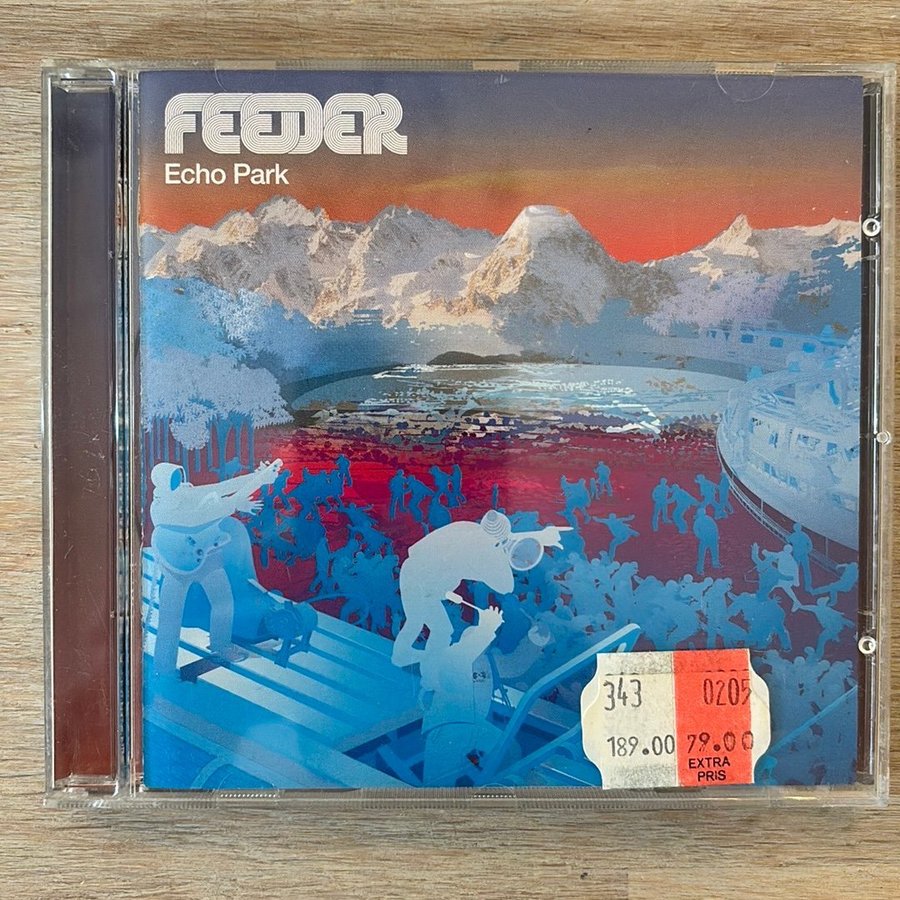 FEEDER
Echo Park
343 0205
189.00 79.00
EXTRA
PRIS